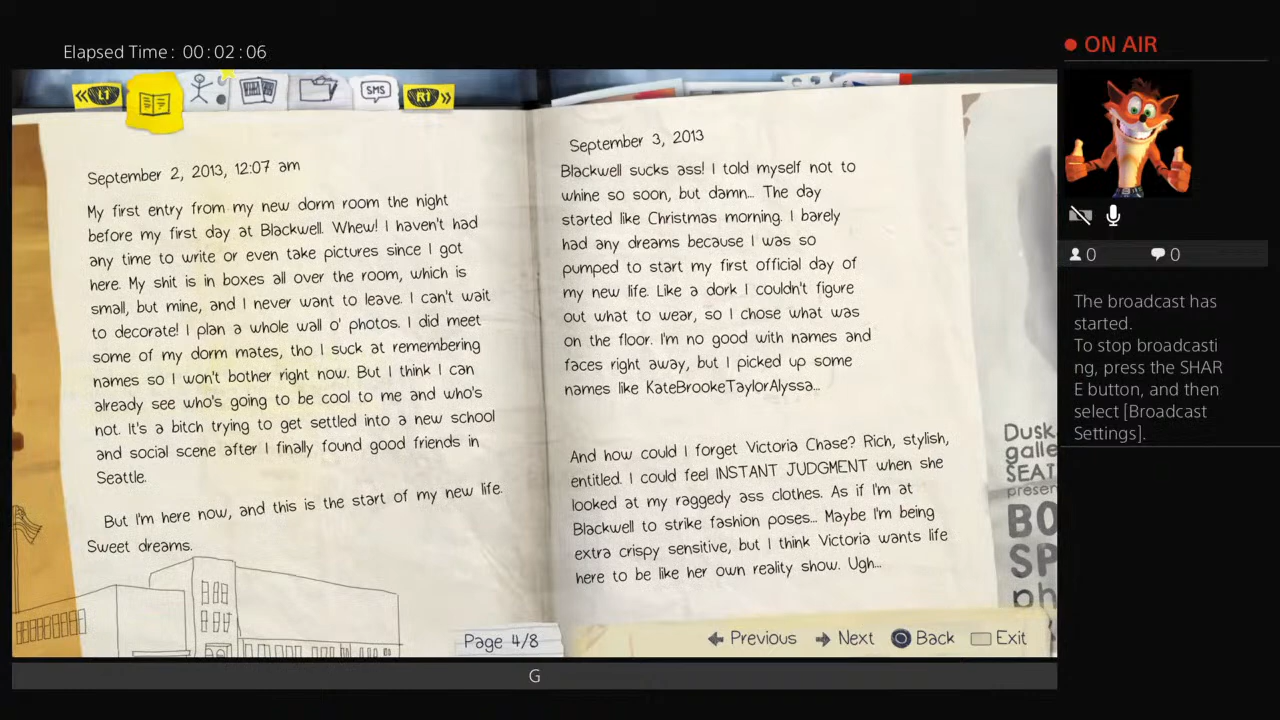 Elapsed Time: 00:02:06
ON AIR
L1
SMS
R1
September 2, 2013, 12:07 am
My first entry from my new dorm room the night
before my first day at Blackwell. Whew! I haven't had
any time to write or even take pictures since I got
here. My shit is in boxes all over the room, which is
small, but mine, and I never want to leave. I can't wait
to decorate! I plan a whole wall o' photos. I did meet
some of my dorm mates, tho I suck at remembering
names so I won't bother right now. But I think I can
already see who's going to be cool to me and who's
not. It's a bitch trying to get settled into a new school
and social scene after I finally found good friends in
Seattle.
But I'm here now, and this is the start of my new life.
Sweet dreams.
September 3, 2013
Blackwell sucks ass! I told myself not to
whine so soon, but damn... The day
started like Christmas morning. I barely
had any dreams because I was so
pumped to start my first official day of
my new life. Like a dork I couldn't figure
out what to wear, so I chose what was
on the floor. I'm no good with names and
faces right away, but I picked up some
names like KateBrookeTaylorAlyssa...
And how could I forget Victoria Chase? Rich, stylish,
entitled. I could feel INSTANT JUDGMENT when she
looked at my raggedy ass clothes. As if I'm at
Blackwell to strike fashion poses... Maybe I'm being
extra crispy sensitive, but I think Victoria wants life
here to be like her own reality show. Ugh...
Dusk
galle
SEAT
presen
BO
SP
ph
Page 4/8
Previous
Next
Back
Exit
G
0
0
The broadcast has
started.
To stop broadcasti
ng, press the SHAR
E button, and then
select [Broadcast
Settings].